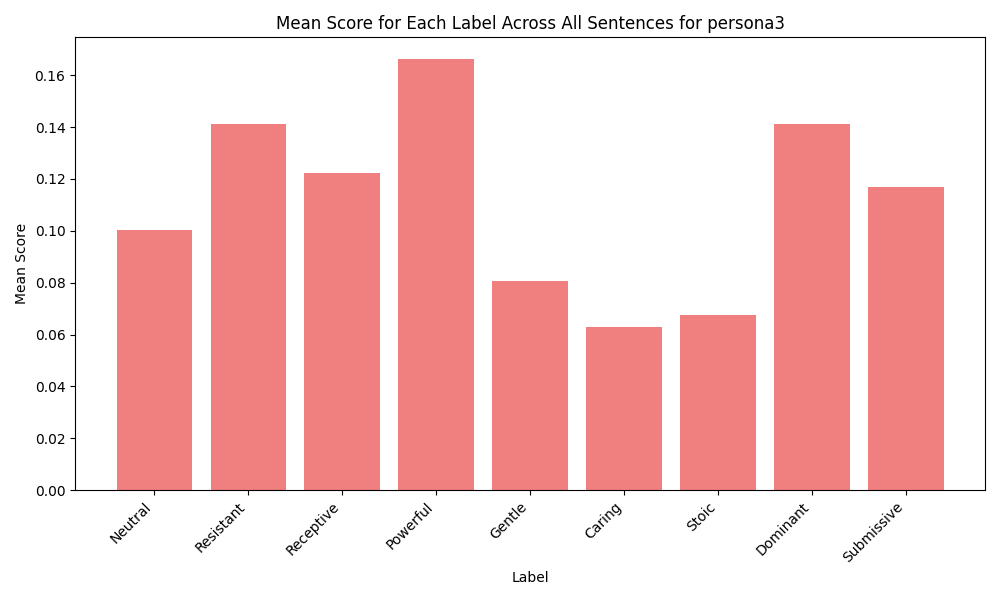 Mean Score for Each Label Across All Sentences for persona3
Mean Score
0.16
0.14
0.12
0.10
0.08
0.06
0.04
0.02
0.00
Neutral
Resistant
Receptive
Powerful
Gentle
Caring
Stoic
Dominant
Submissive
Label